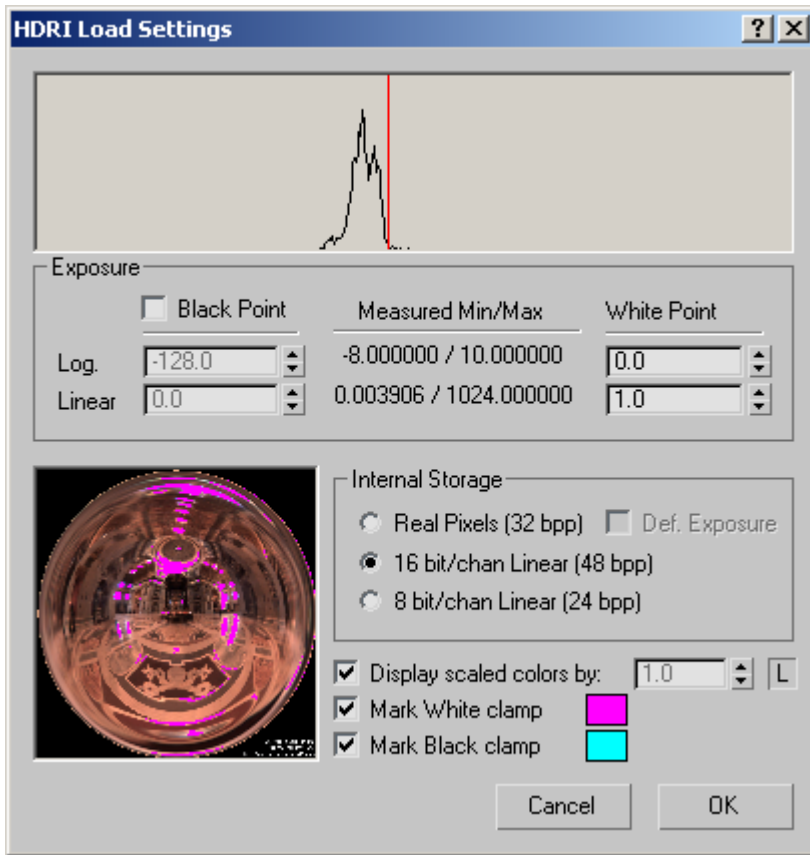 HDRI Load Settings
Exposure
Black Point Measured Min/Max White Point
Log. -128.0 -8.000000 / 10.000000 0.0
Linear 0.0 0.003906 / 1024.000000 1.0
Internal Storage
Real Pixels (32 bpp) Def. Exposure
16 bit/chan Linear (48 bpp)
8 bit/chan Linear (24 bpp)
Display scaled colors by: 1.0 L
Mark White clamp
Mark Black clamp
Cancel OK